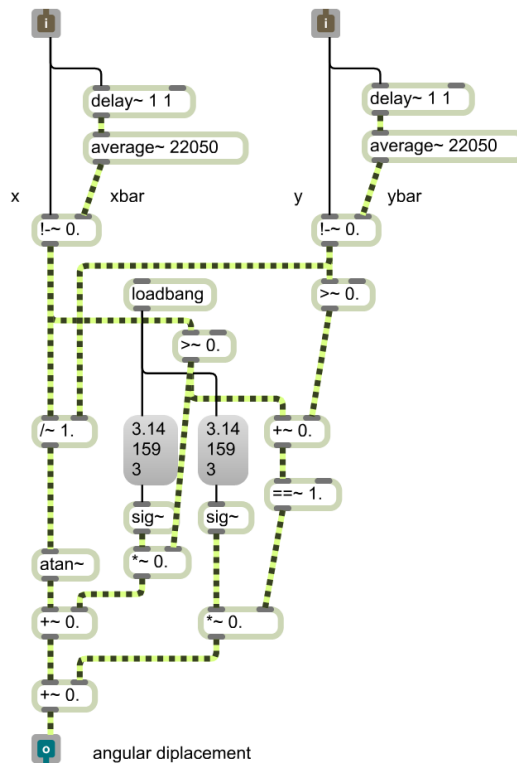 i
i
delay~ 1 1
delay~ 1 1
average~ 22050
average~ 22050
x
xbar
y
ybar
!-~ 0.
!-~ 0.
loadbang
>~ 0.
>~ 0.
/~ 1.
3.14
159
3
3.14
159
3
+~ 0.
==~ 1.
sig~
sig~
atan~
*~ 0.
+~ 0.
*~ 0.
+~ 0.
o
angular diplacement